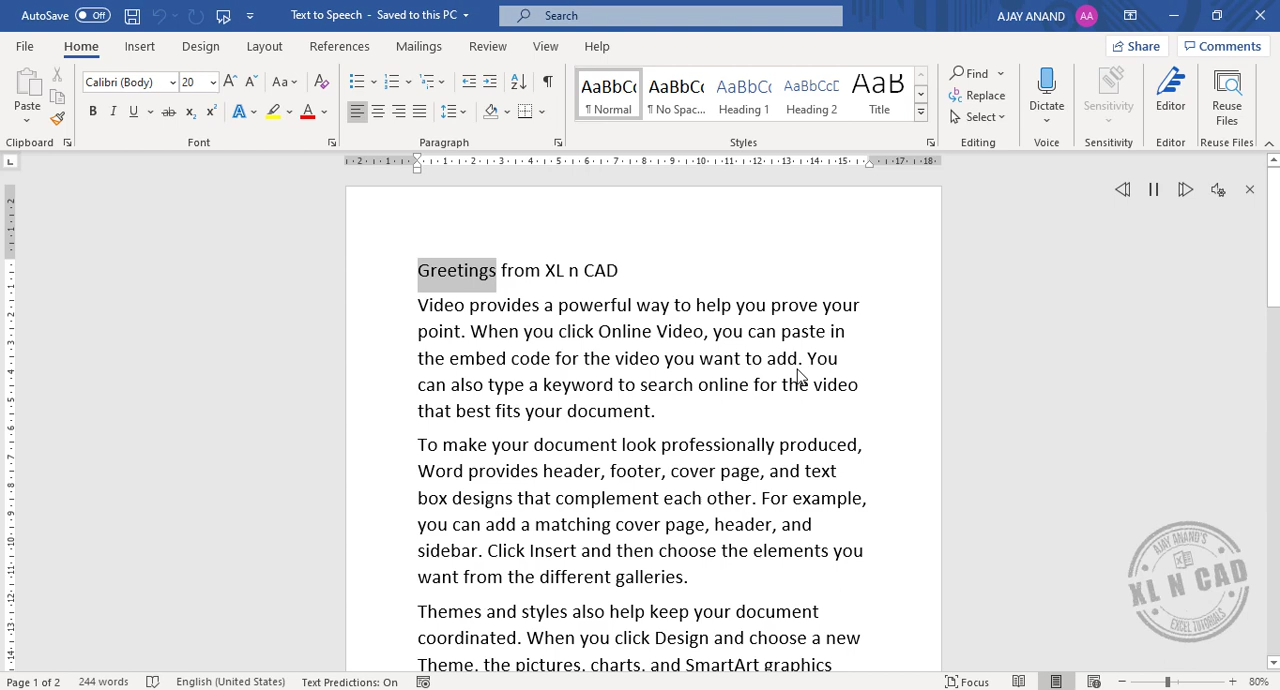 AutoSave Off Text to Speech - Saved to this PC Search AJAY ANAND AA
File Home Insert Design Layout References Mailings Review View Help Share Comments
Paste Calibri (Body) 20 Aa AaBbC ¶ Normal AaBbC ¶ No Spac... AaBbC Heading 1 AaBbCcD Heading 2 AaB Title Find Replace Select Dictate Sensitivity Editor Reuse Files
Clipboard Font Paragraph Styles Editing Voice Sensitivity Editor Reuse Files
Greetings from XL n CAD
Video provides a powerful way to help you prove your
point. When you click Online Video, you can paste in
the embed code for the video you want to add. You
can also type a keyword to search online for the video
that best fits your document.
To make your document look professionally produced,
Word provides header, footer, cover page, and text
box designs that complement each other. For example,
you can add a matching cover page, header, and
sidebar. Click Insert and then choose the elements you
want from the different galleries.
Themes and styles also help keep your document
coordinated. When you click Design and choose a new
Theme, the pictures, charts, and SmartArt graphics
AJAY ANAND'S
XL N CAD
EXCEL TUTORIALS
Page 1 of 2 244 words English (United States) Text Predictions: On Focus 80%